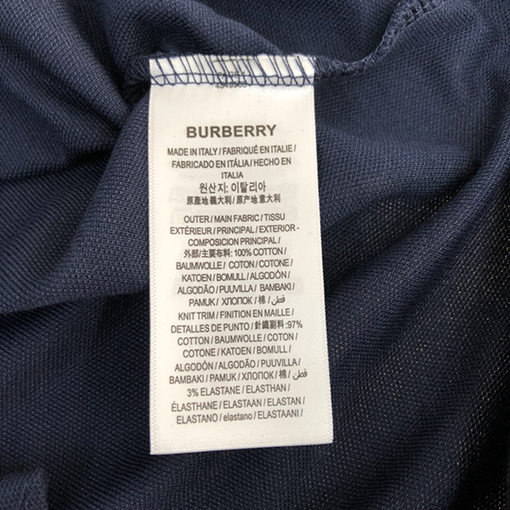 BURBERRY
MADE IN ITALY / FABRIQUÉ EN ITALIE /
FABRICADO EN ITÁLIA / HECHO EN
ITALIA
원산지: 이탈리아
原產地 義大利 / 原产地 意大利
OUTER / MAIN FABRIC / TISSU
EXTÉRIEUR / PRINCIPAL / EXTERIOR -
COMPOSICION PRINCIPAL /
外部/主要布料: 100% COTTON /
BAUMWOLLE / COTON / COTONE /
KATOEN / BOMULL / ALGODÓN /
ALGODÃO / PUUVILLA / BAMBAKI /
PAMUK / ХЛОПОК / 棉 / قطن /
KNIT TRIM / FINITION EN MAILLE /
DETALLES DE PUNTO / 針織副料: 97%
COTTON / BAUMWOLLE / COTON /
COTONE / KATOEN / BOMULL /
ALGODÓN / ALGODÃO / PUUVILLA /
BAMBAKI / PAMUK / ХЛОПОК / 棉 / قطن /
3% ELASTANE / ELASTHAN /
ÉLASTHANE / ELASTAAN / ELASTAN /
ELASTANO / elastano / ELASTAANI /